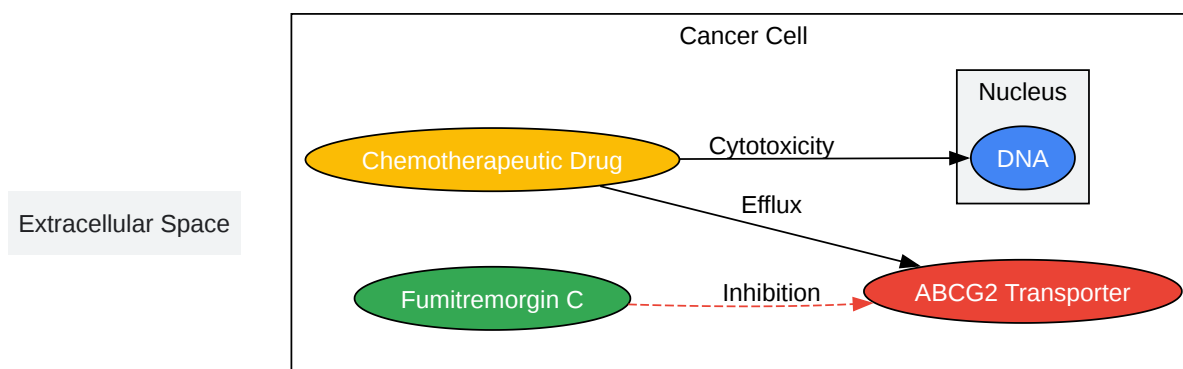 Cancer Cell
Nucleus
Chemotherapeutic Drug
Cytotoxicity
DNA
Efflux
Extracellular Space
Fumitremorgin C
Inhibition
ABCG2 Transporter